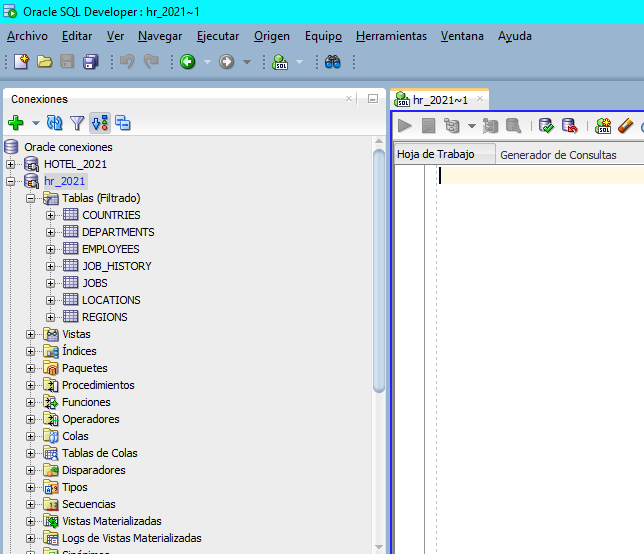 Oracle SQL Developer : hr_2021~1
Archivo Editar Ver Navegar Ejecutar Origen Equipo Herramientas Ventana Ayuda
Conexiones
hr_2021~1
SQL
Hoja de Trabajo Generador de Consultas
Oracle conexiones
HOTEL_2021
hr_2021
Tablas (Filtrado)
COUNTRIES
DEPARTMENTS
EMPLOYEES
JOB_HISTORY
JOBS
LOCATIONS
REGIONS
Vistas
Índices
Paquetes
Procedimientos
Funciones
Operadores
Colas
Tablas de Colas
Disparadores
Tipos
Secuencias
Vistas Materializadas
Logs de Vistas Materializadas
Sinónimos